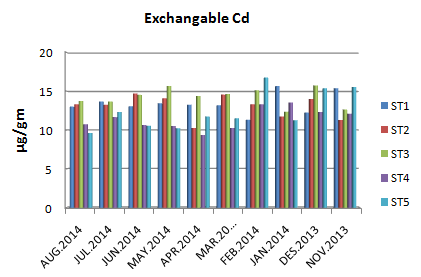 Exchangable Cd
µg/gm
20
15
10
5
0
AUG.2014
JUL.2014
JUN.2014
MAY.2014
APR.2014
MAR.20...
FEB.2014
JAN.2014
DES.2013
NOV.2013
ST1
ST2
ST3
ST4
ST5